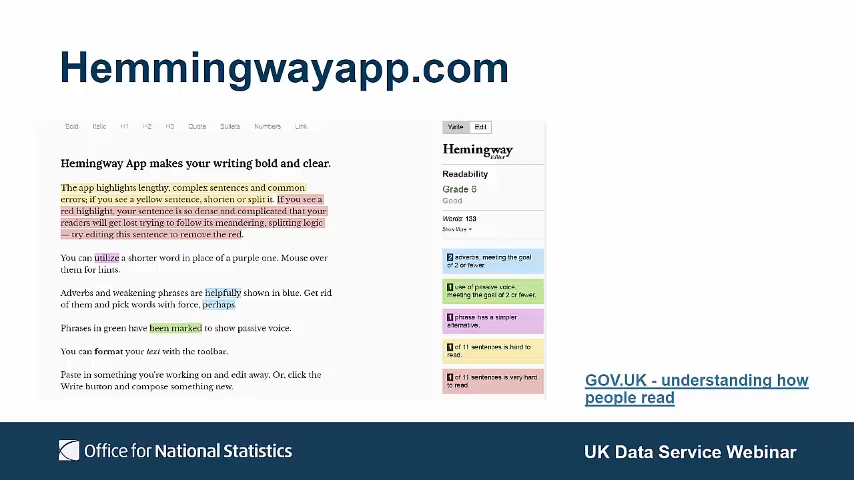 Hemmingwayapp.com
Bold Italic H1 H2 H3 Quote Bullets Numbers Link
Hemingway App makes your writing bold and clear.
The app highlights lengthy, complex sentences and common
errors; if you see a yellow sentence, shorten or split it. If you see a
red highlight, your sentence is so dense and complicated that your
readers will get lost trying to follow its meandering, splitting logic
— try editing this sentence to remove the red.
You can utilize a shorter word in place of a purple one. Mouse over
them for hints.
Adverbs and weakening phrases are helpfully shown in blue. Get rid
of them and pick words with force, perhaps.
Phrases in green have been marked to show passive voice.
You can format your text with the toolbar.
Paste in something you're working on and edit away. Or, click the
Write button and compose something new.
Write Edit
Hemingway
Editor
Readability
Grade 6
Good
Words: 133
Show More
2 adverbs, meeting the goal
of 2 or fewer.
1 use of passive voice,
meeting the goal of 2 or fewer.
1 phrase has a simpler
alternative.
1 of 11 sentences is hard to
read.
1 of 11 sentences is very hard
to read.
GOV.UK - understanding how
people read
Office for National Statistics
UK Data Service Webinar